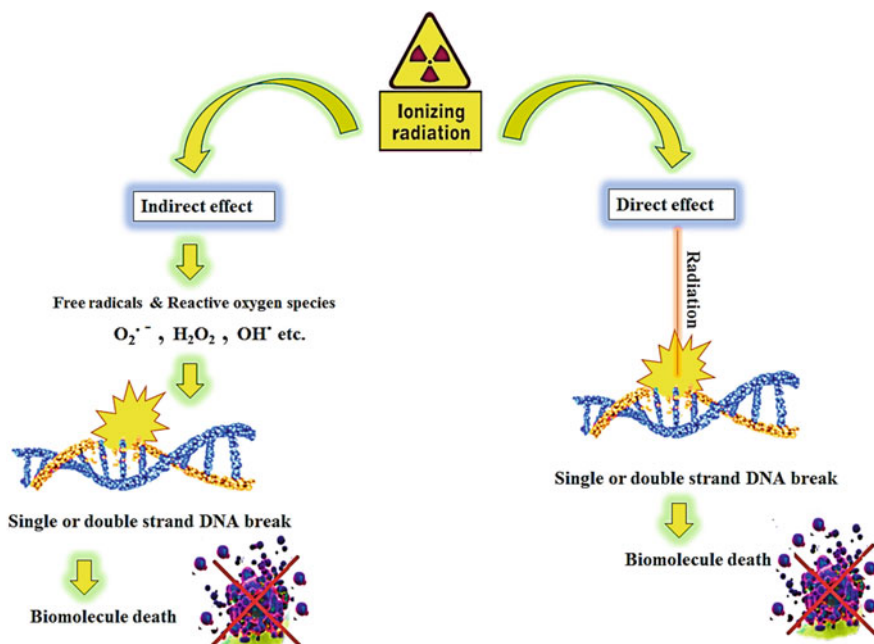 Ionizing
radiation
Indirect effect
Free radicals & Reactive oxygen species
O₂˙⁻ , H₂O₂ , OH˙ etc.
Single or double strand DNA break
Biomolecule death
Direct effect
Radiation
Single or double strand DNA break
Biomolecule death